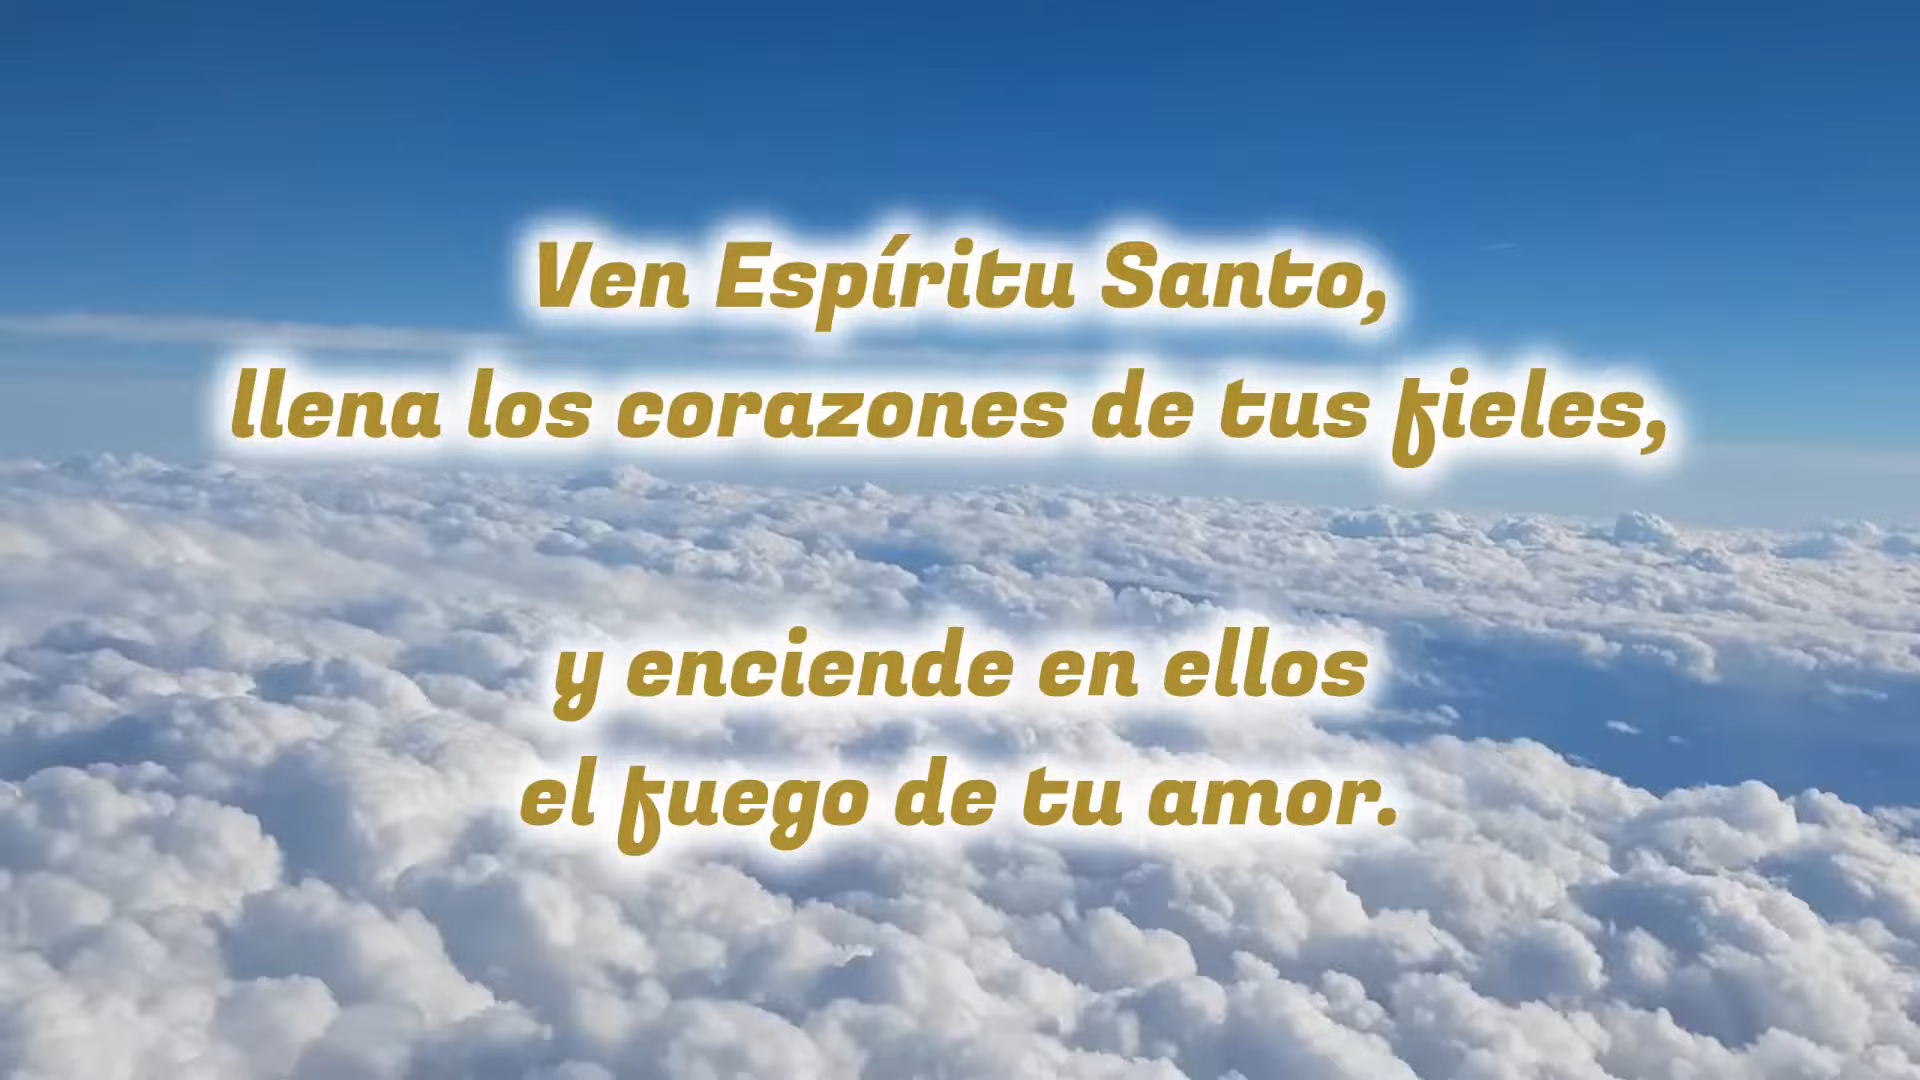 Ven Espíritu Santo,
llena los corazones de tus fieles,
y enciende en ellos
el fuego de tu amor.